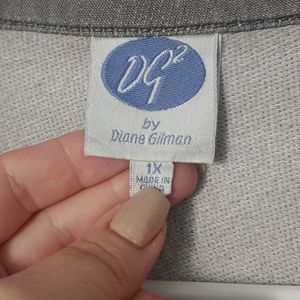 DG2
by
Diane Gilman
1X
MADE IN
CHINA